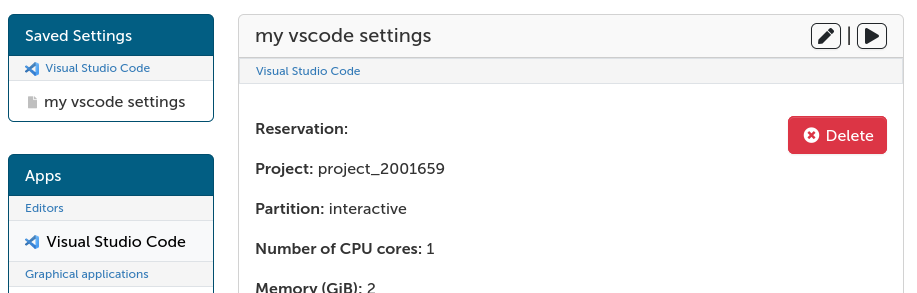 Saved Settings
Visual Studio Code
my vscode settings
Apps
Editors
Visual Studio Code
Graphical applications
my vscode settings
Visual Studio Code
Reservation:
Delete
Project: project_2001659
Partition: interactive
Number of CPU cores: 1
Memory (GiB): 2